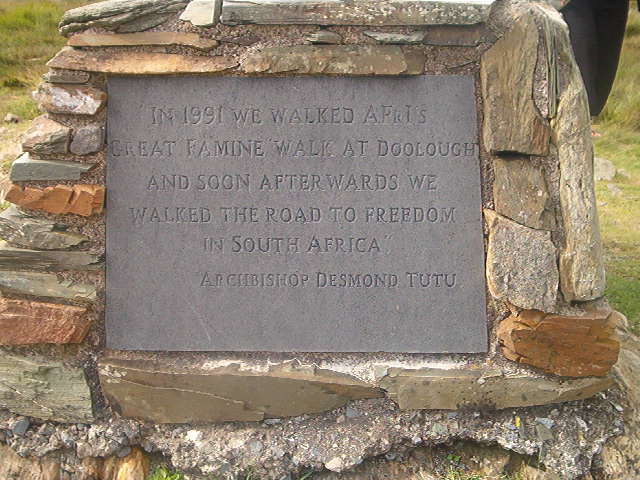 "IN 1991 WE WALKED AFrI'S
GREAT 'FAMINE' WALK AT DOOLOUGH
AND SOON AFTERWARDS WE
WALKED THE ROAD TO FREEDOM
IN SOUTH AFRICA"
ARCHBISHOP DESMOND TUTU